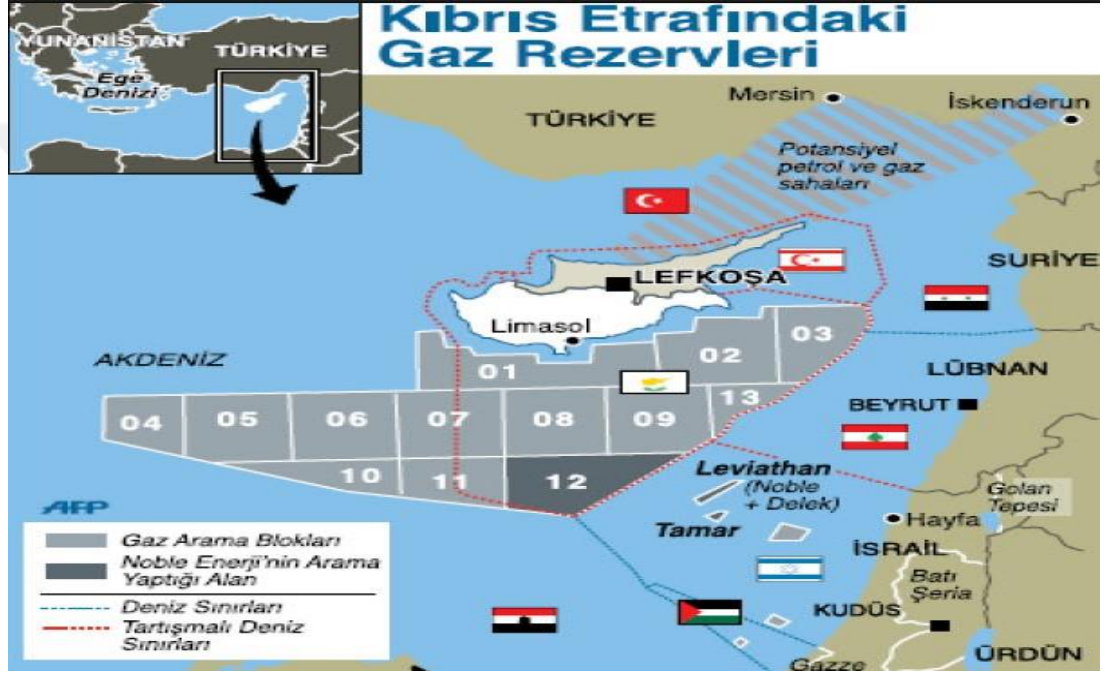 Kıbrıs Etrafındaki
Gaz Rezervleri
YUNANİSTAN
TÜRKİYE
Ege
Denizi
Mersin
İskenderun
TÜRKİYE
Potansiyel
petrol ve gaz
sahaları
SURİYE
LEFKOŞA
Limasol
AKDENİZ
01
02
03
LÜBNAN
BEYRUT
04
05
06
07
08
09
13
10
11
12
Leviathan
(Noble
+ Delek)
Golan
Tepesi
Tamar
Hayfa
İSRAİL
Batı
Şeria
KUDÜS
Gazze
ÜRDÜN
AFP
Gaz Arama Blokları
Noble Enerji'nin Arama
Yaptığı Alan
Deniz Sınırları
Tartışmalı Deniz
Sınırları